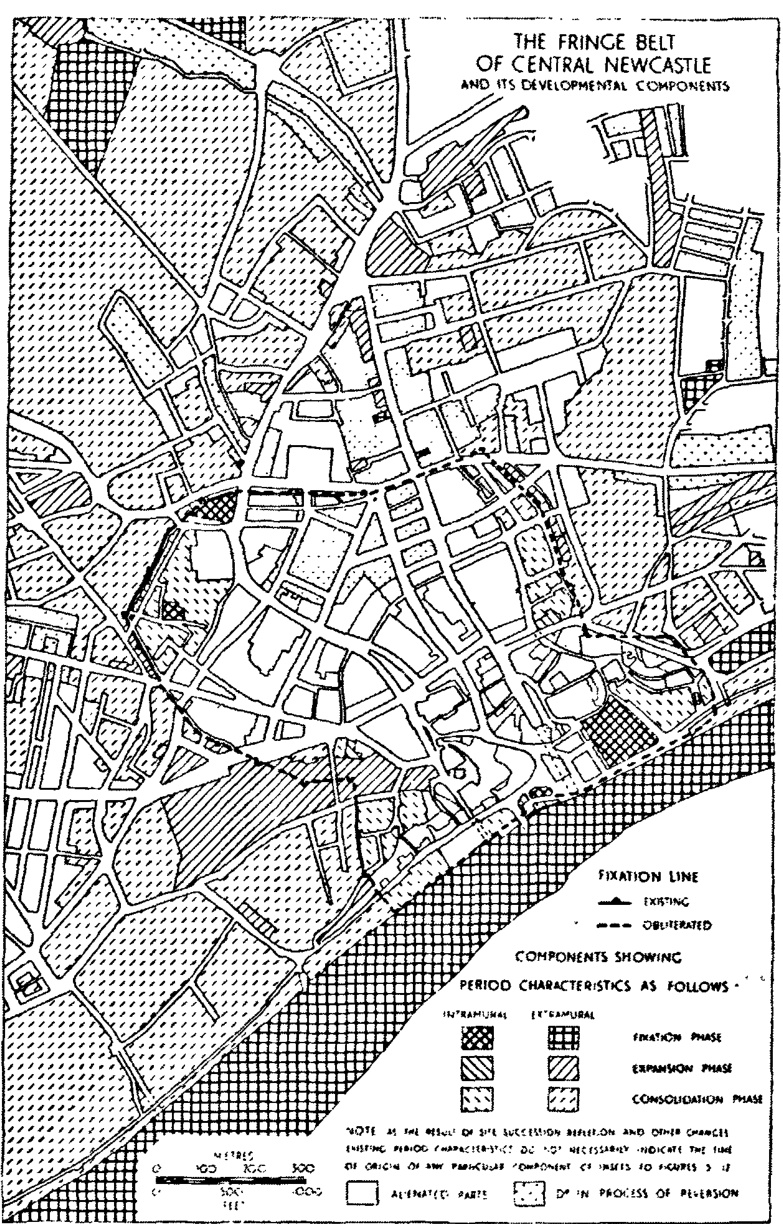 THE FRINGE BELT
OF CENTRAL NEWCASTLE
AND ITS DEVELOPMENTAL COMPONENTS
FIXATION LINE
EXISTING
OBLITERATED
COMPONENTS SHOWING
PERIOD CHARACTERISTICS AS FOLLOWS
INTRAMURAL EXTRAMURAL
FIXATION PHASE
EXPANSION PHASE
CONSOLIDATION PHASE
NOTE AS THE RESULT OF SITE SUCCESSION REPLETION AND OTHER CHANGES
EXISTING PERIOD CHARACTERISTICS DO NOT NECESSARILY INDICATE THE TIME
OF ORIGIN OF ANY PARTICULAR COMPONENT CF INSETS TO FIGURES
METRES
0 100 200 300
0 500 1000
FEET
ALIENATED PARTS Dº IN PROCESS OF REVERSION